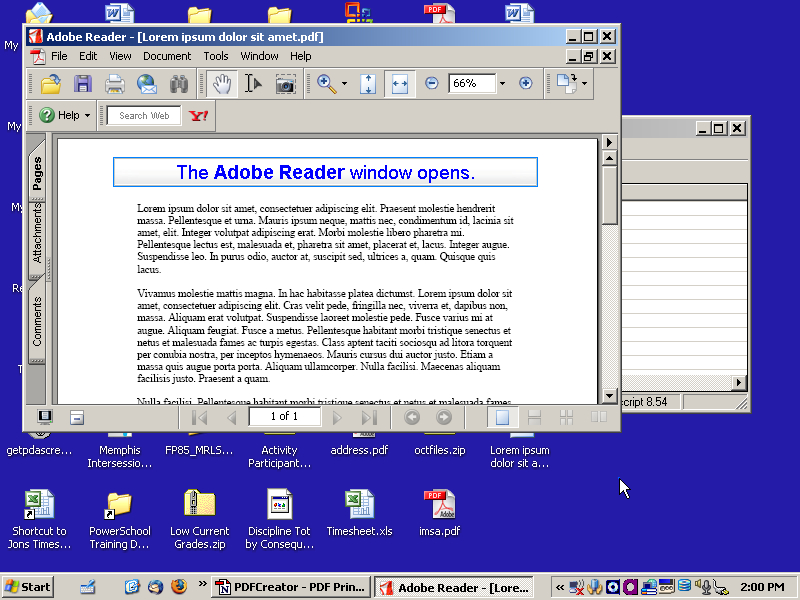 Adobe Reader - [Lorem ipsum dolor sit amet.pdf]
File Edit View Document Tools Window Help
66%
Help
Search Web
Y!
Pages
Attachments
Comments
The Adobe Reader window opens.
Lorem ipsum dolor sit amet, consectetuer adipiscing elit. Praesent molestie hendrerit
massa. Pellentesque et urna. Mauris ipsum neque, mattis nec, condimentum id, lacinia sit
amet, elit. Integer volutpat adipiscing erat. Morbi molestie libero pharetra mi.
Pellentesque lectus est, malesuada et, pharetra sit amet, placerat et, lacus. Integer augue.
Suspendisse leo. In purus odio, auctor at, suscipit sed, ultrices a, quam. Quisque quis
lacus.
Vivamus molestie mattis magna. In hac habitasse platea dictumst. Lorem ipsum dolor sit
amet, consectetuer adipiscing elit. Cras velit pede, fringilla nec, viverra et, dapibus non,
massa. Aliquam erat volutpat. Suspendisse laoreet molestie pede. Fusce varius mi at
augue. Aliquam feugiat. Fusce a metus. Pellentesque habitant morbi tristique senectus et
netus et malesuada fames ac turpis egestas. Class aptent taciti sociosqu ad litora torquent
per conubia nostra, per inceptos hymenaeos. Mauris cursus dui auctor justo. Etiam a
massa quis augue porta porta. Aliquam ullamcorper. Nulla facilisi. Maecenas aliquam
facilisis justo. Praesent a quam.
Nulla facilisi. Pellentesque habitant morbi tristique senectus et netus et malesuada fames
1 of 1
cript 8.54
My
My
My
Re
T
PDF
getpdascre...
Memphis
Intersessio...
FP85_MRLS...
Activity
Participant...
address.pdf
octfiles.zip
Lorem ipsum
dolor sit a...
Shortcut to
Jons Times...
PowerSchool
Training D...
Low Current
Grades.zip
Discipline Tot
by Consequ...
Timesheet.xls
PDF
Adobe
imsa.pdf
Start
PDFCreator - PDF Prin...
Adobe Reader - [Lore...
2:00 PM